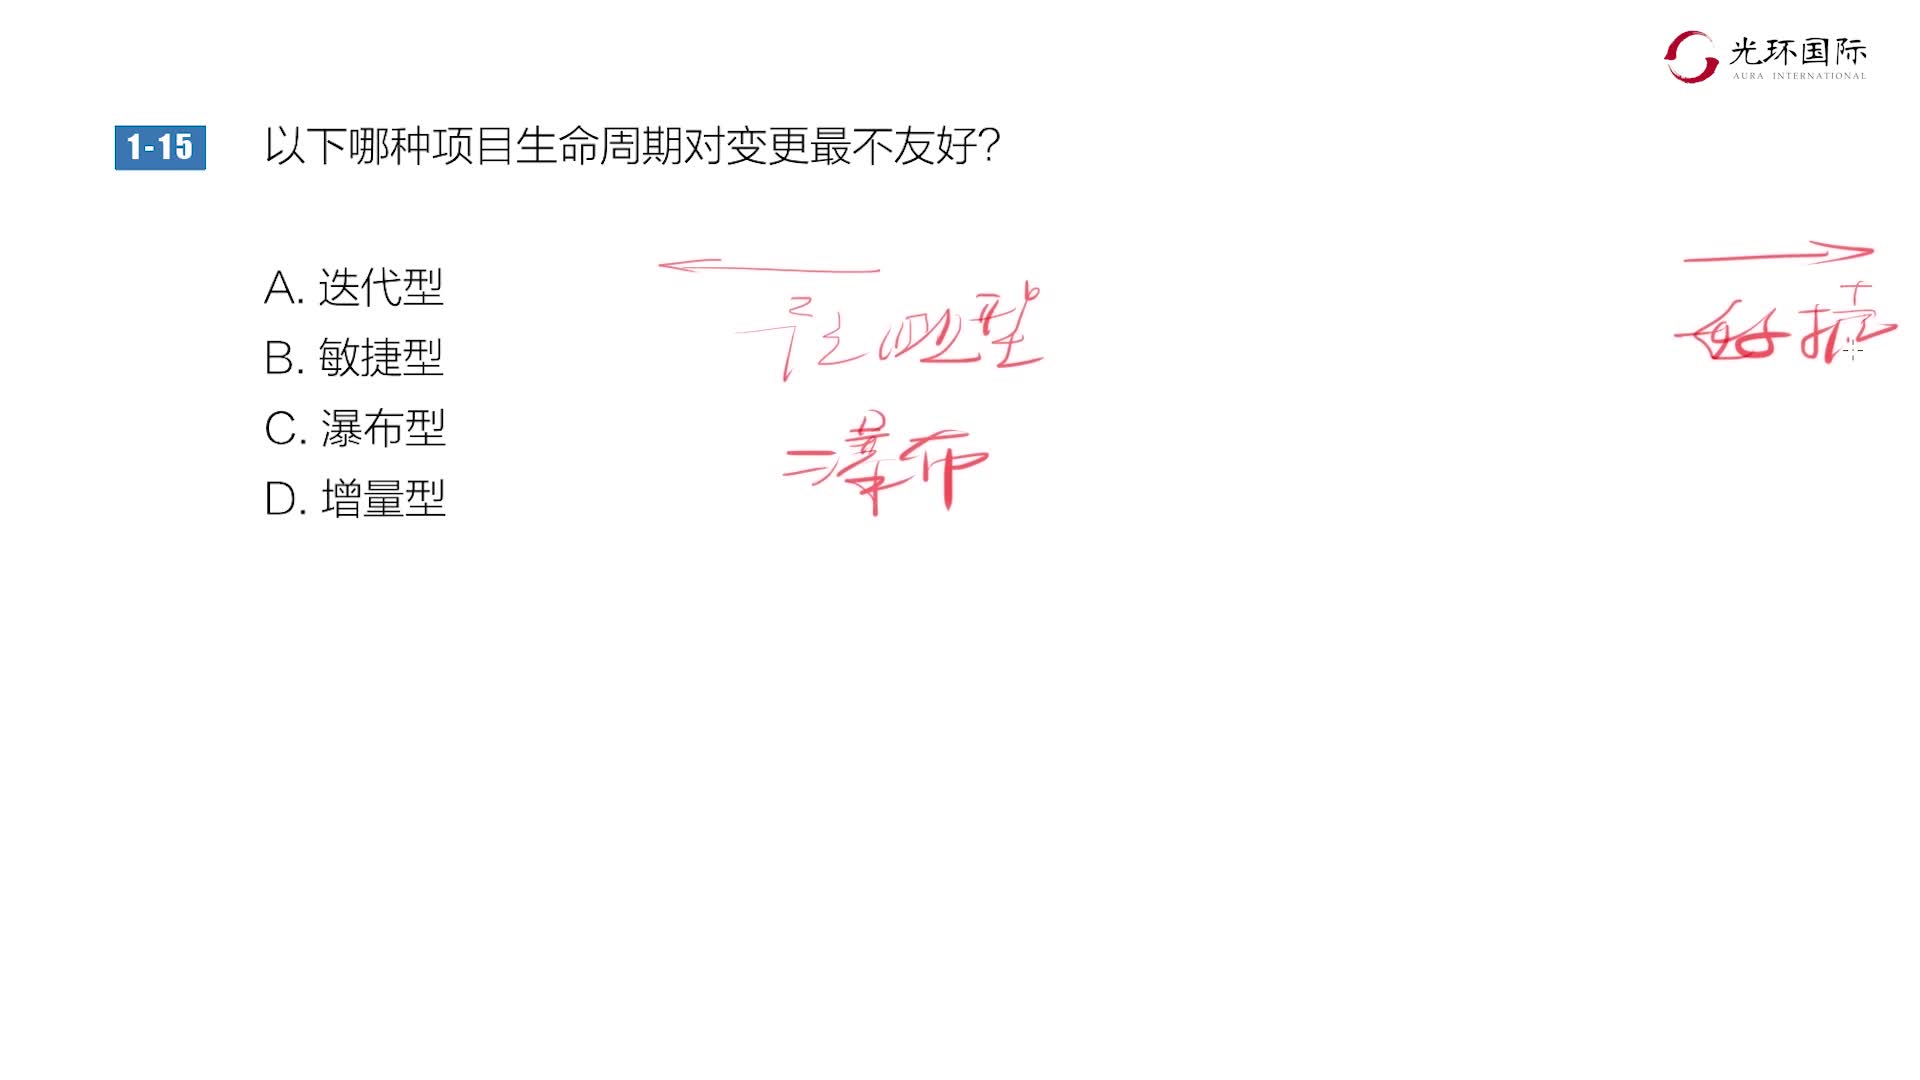 光环国际
AURA INTERNATIONAL
1-15 以下哪种项目生命周期对变更最不友好？
A. 迭代型
B. 敏捷型
C. 瀑布型
D. 增量型
预测型
敏捷
=瀑布